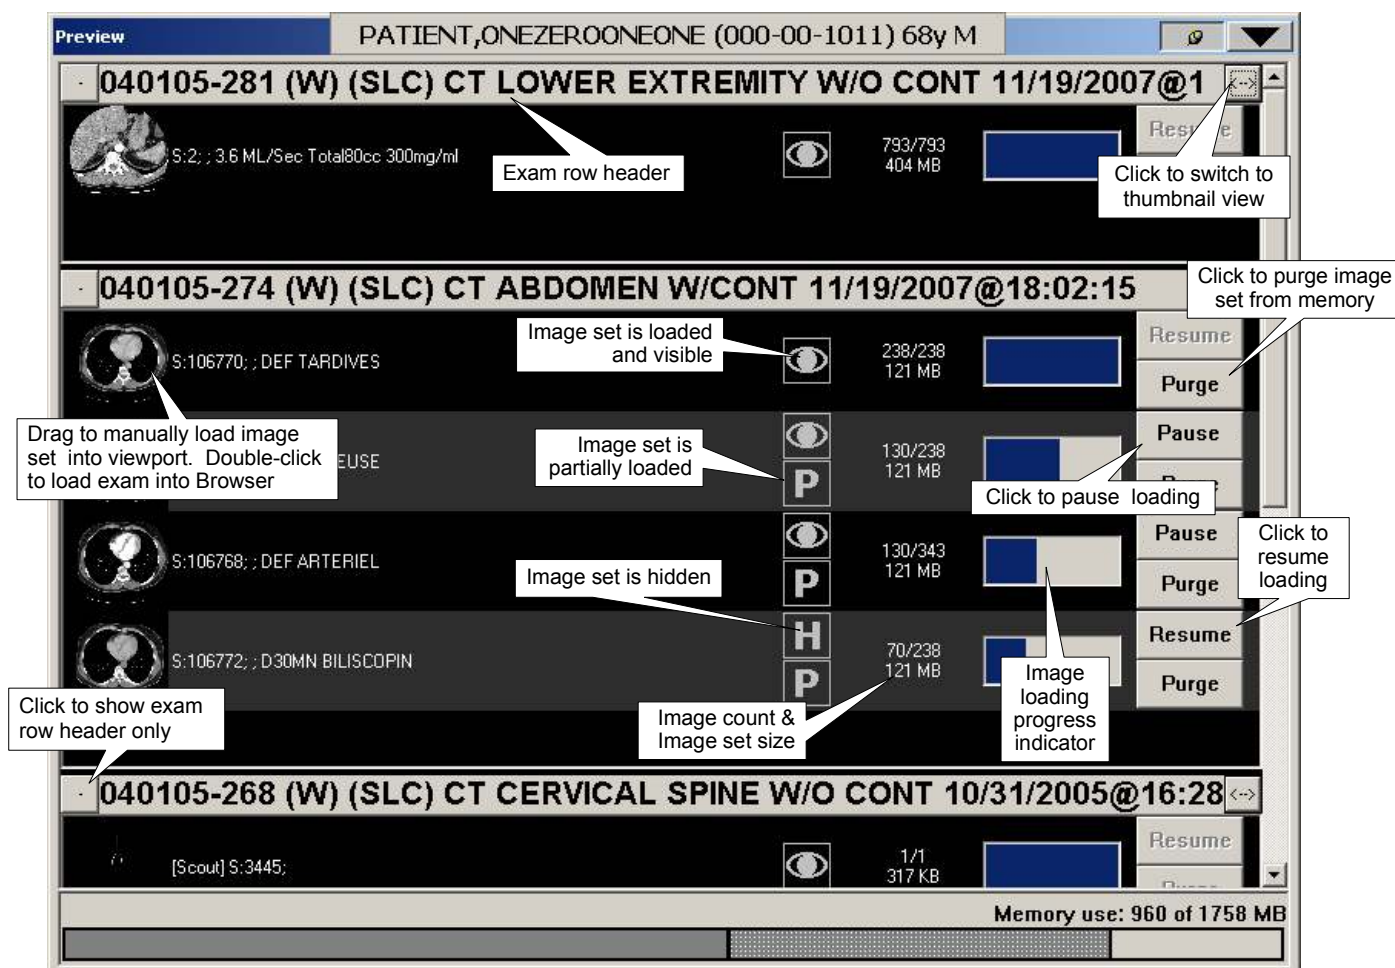 Preview
PATIENT,ONEZEROONEONE (000-00-1011) 68y M
040105-281 (W) (SLC) CT LOWER EXTREMITY W/O CONT 11/19/2007@1
<-->
S:2; ; 3.6 ML/Sec Total80cc 300mg/ml
793/793
404 MB
Resume
Exam row header
Click to switch to
thumbnail view
040105-274 (W) (SLC) CT ABDOMEN W/CONT 11/19/2007@18:02:15
Click to purge image
set from memory
Image set is loaded
and visible
S:106770; ; DEF TARDIVES
238/238
121 MB
Resume
Purge
Drag to manually load image
set into viewport. Double-click
to load exam into Browser
EUSE
Image set is
partially loaded
P
130/238
121 MB
Pause
Click to pause loading
S:106768; ; DEF ARTERIEL
P
130/343
121 MB
Pause
Purge
Click to
resume
loading
Image set is hidden
S:106772; ; D30MN BILISCOPIN
H
P
70/238
121 MB
Resume
Purge
Image
loading
progress
indicator
Click to show exam
row header only
Image count &
Image set size
040105-268 (W) (SLC) CT CERVICAL SPINE W/O CONT 10/31/2005@16:28
<-->
[Scout] S:3445;
1/1
317 KB
Resume
Memory use: 960 of 1758 MB